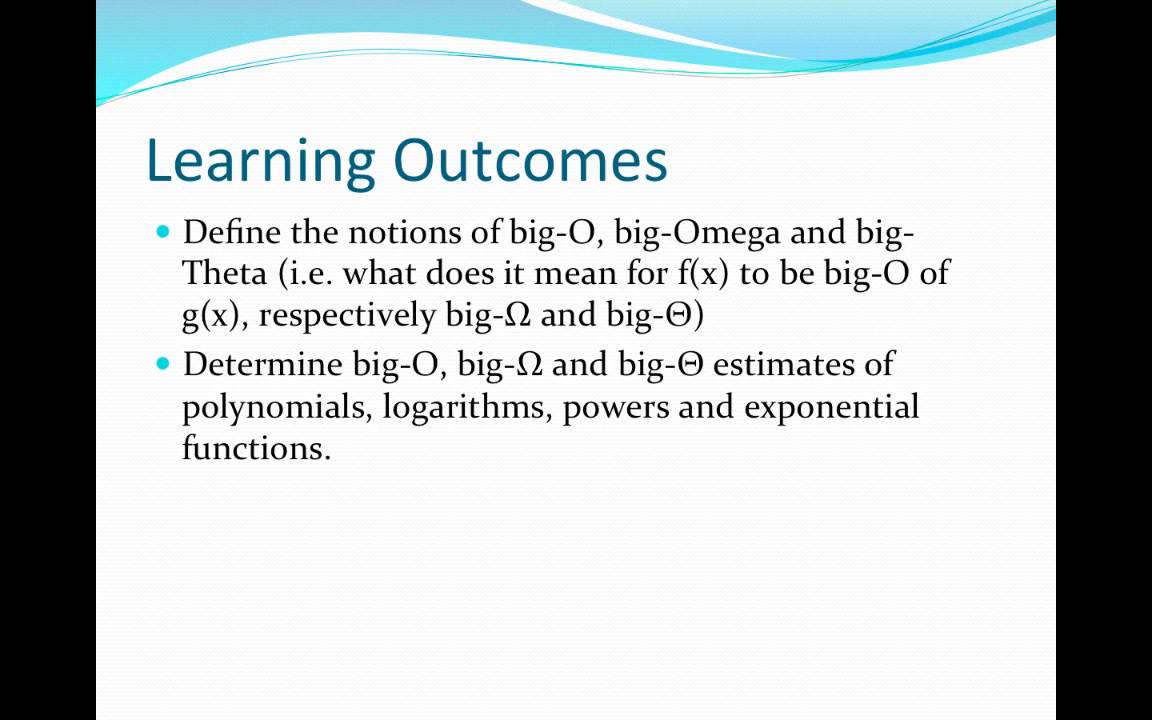 Learning Outcomes
Define the notions of big-O, big-Omega and big-
Theta (i.e. what does it mean for f(x) to be big-O of
g(x), respectively big-Ω and big-Θ)
Determine big-O, big-Ω and big-Θ estimates of
polynomials, logarithms, powers and exponential
functions.